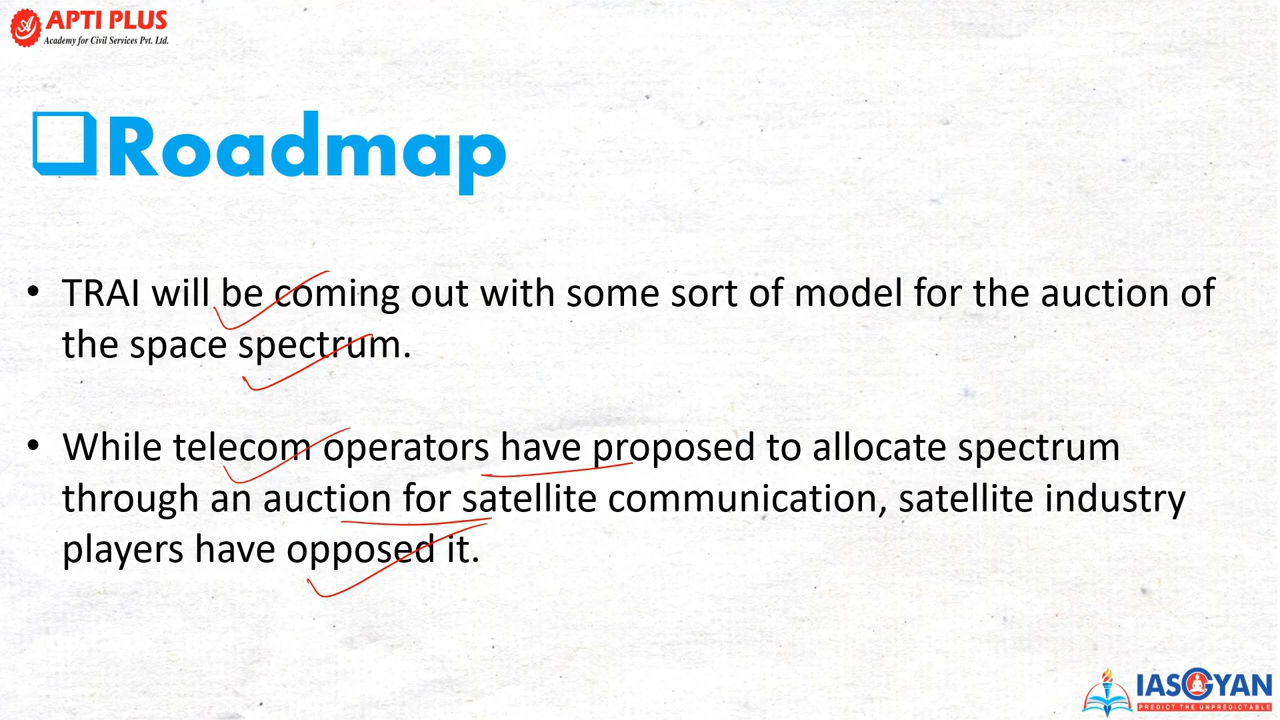 APTI PLUS
Academy for Civil Services Pvt. Ltd.
Roadmap
• TRAI will be coming out with some sort of model for the auction of
the space spectrum.
• While telecom operators have proposed to allocate spectrum
through an auction for satellite communication, satellite industry
players have opposed it.
IASGYAN
PREDICT THE UNPREDICTABLE